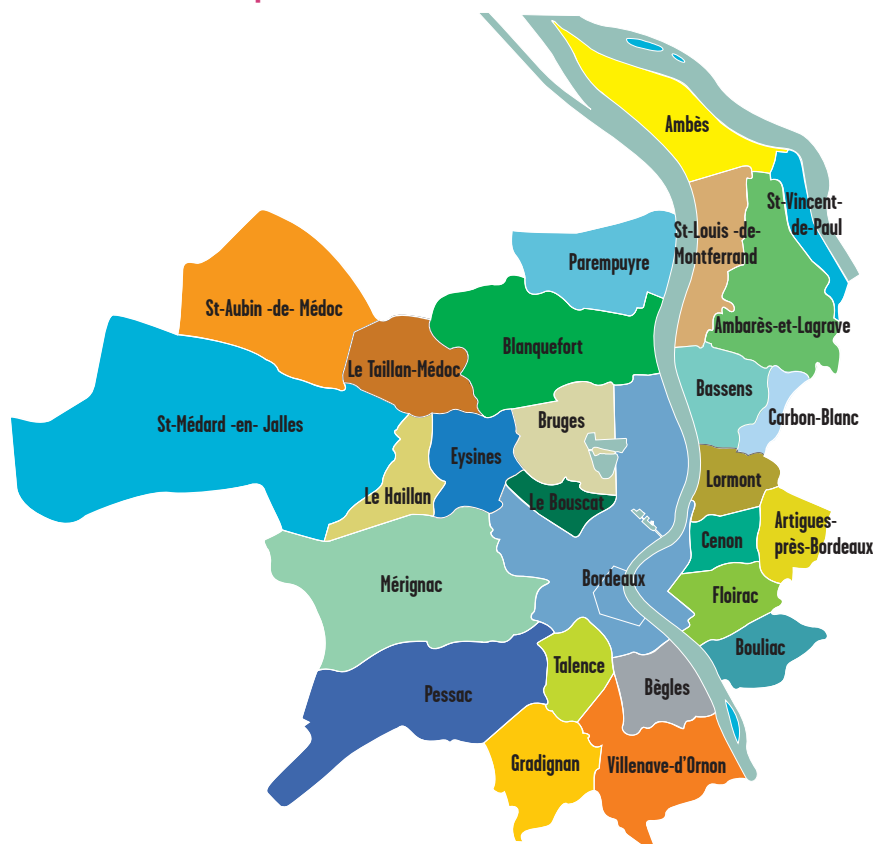 Ambès
St-Vincent-
de-Paul
St-Louis -de-
Montferrand
Parempuyre
St-Aubin -de- Médoc
Ambarès-et-Lagrave
Blanquefort
Le Taillan-Médoc
Bassens
Carbon-Blanc
St-Médard -en- Jalles
Bruges
Eysines
Lormont
Le Haillan
Le Bouscat
Artigues-
près-Bordeaux
Cenon
Bordeaux
Mérignac
Floirac
Bouliac
Talence
Bègles
Pessac
Gradignan
Villenave-d'Ornon